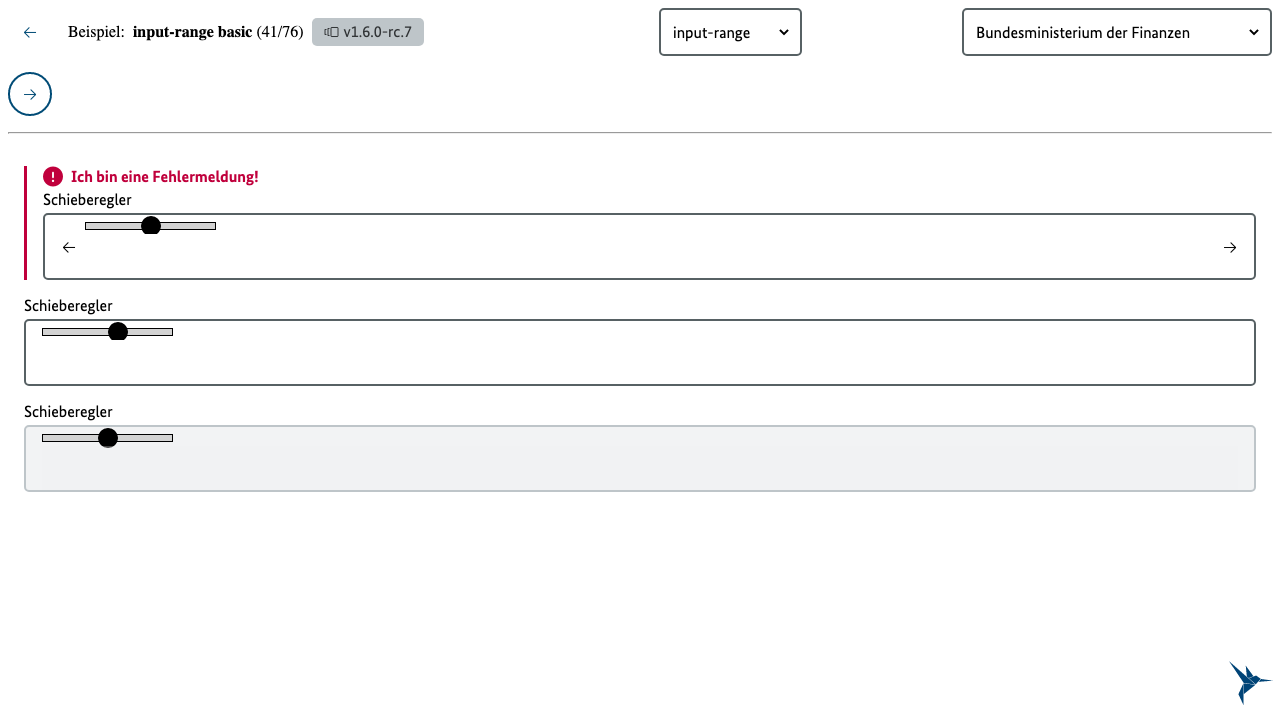 Beispiel: input-range basic (41/76) v1.6.0-rc.7 input-range Bundesministerium der Finanzen
Ich bin eine Fehlermeldung!
Schieberegler
Schieberegler
Schieberegler